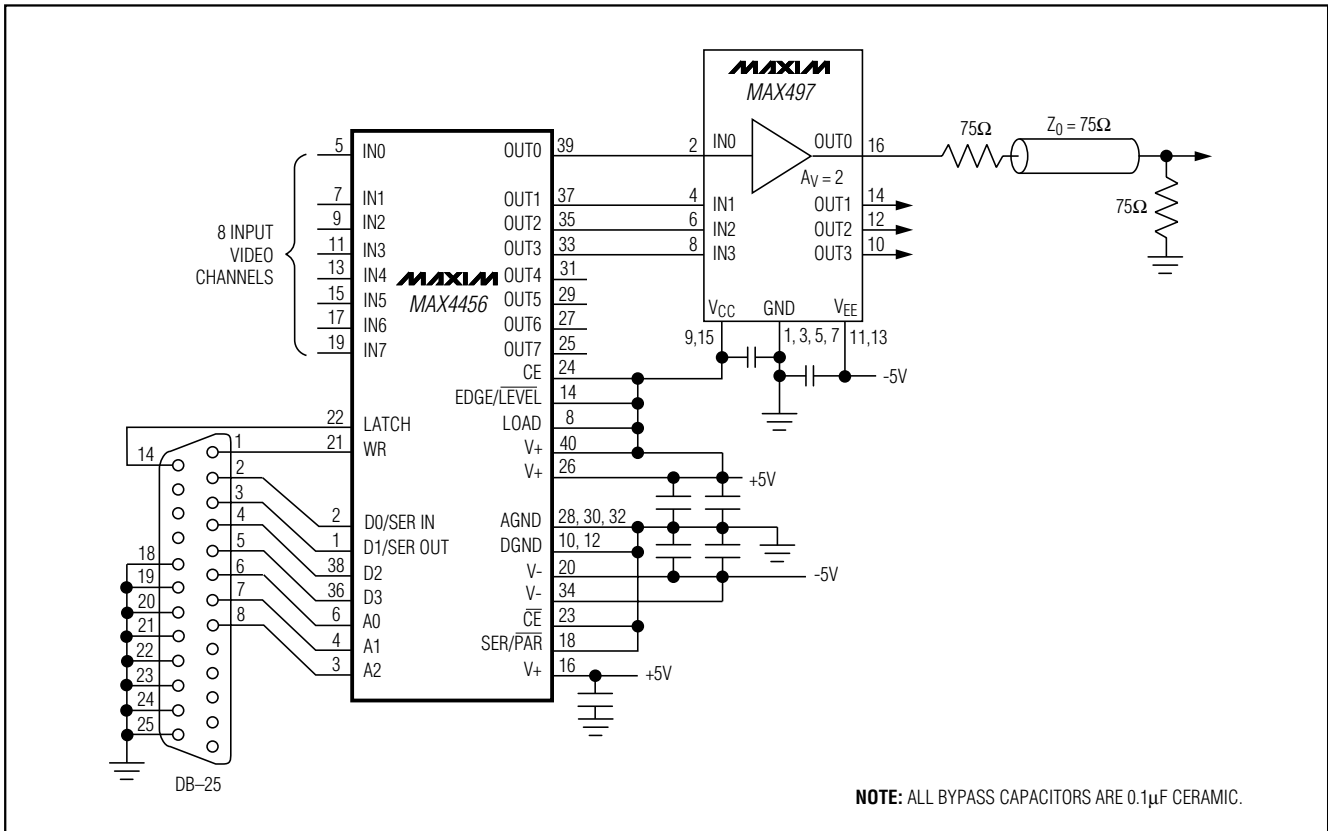 MAXIM
MAX497
5 IN0
OUT0 39
2 IN0
OUT0 16
AV = 2
75Ω
Z0 = 75Ω
75Ω
7 IN1
OUT1 37
4 IN1
OUT1 14
9 IN2
OUT2 35
6 IN2
OUT2 12
11 IN3
OUT3 33
8 IN3
OUT3 10
8 INPUT
VIDEO
CHANNELS
13 IN4
OUT4 31
MAXIM
MAX4456
15 IN5
OUT5 29
17 IN6
OUT6 27
19 IN7
OUT7 25
VCC GND VEE
9,15 1, 3, 5, 7 11,13
-5V
CE 24
EDGE/LEVEL 14
22 LATCH
LOAD 8
21 WR
V+ 40
V+ 26
+5V
2 D0/SER IN
AGND 28, 30, 32
1 D1/SER OUT
DGND 10, 12
38 D2
V- 20
-5V
36 D3
V- 34
6 A0
CE 23
4 A1
SER/PAR 18
3 A2
V+ 16
+5V
14
1
2
3
4
5
6
7
8
18
19
20
21
22
23
24
25
DB–25
NOTE: ALL BYPASS CAPACITORS ARE 0.1µF CERAMIC.